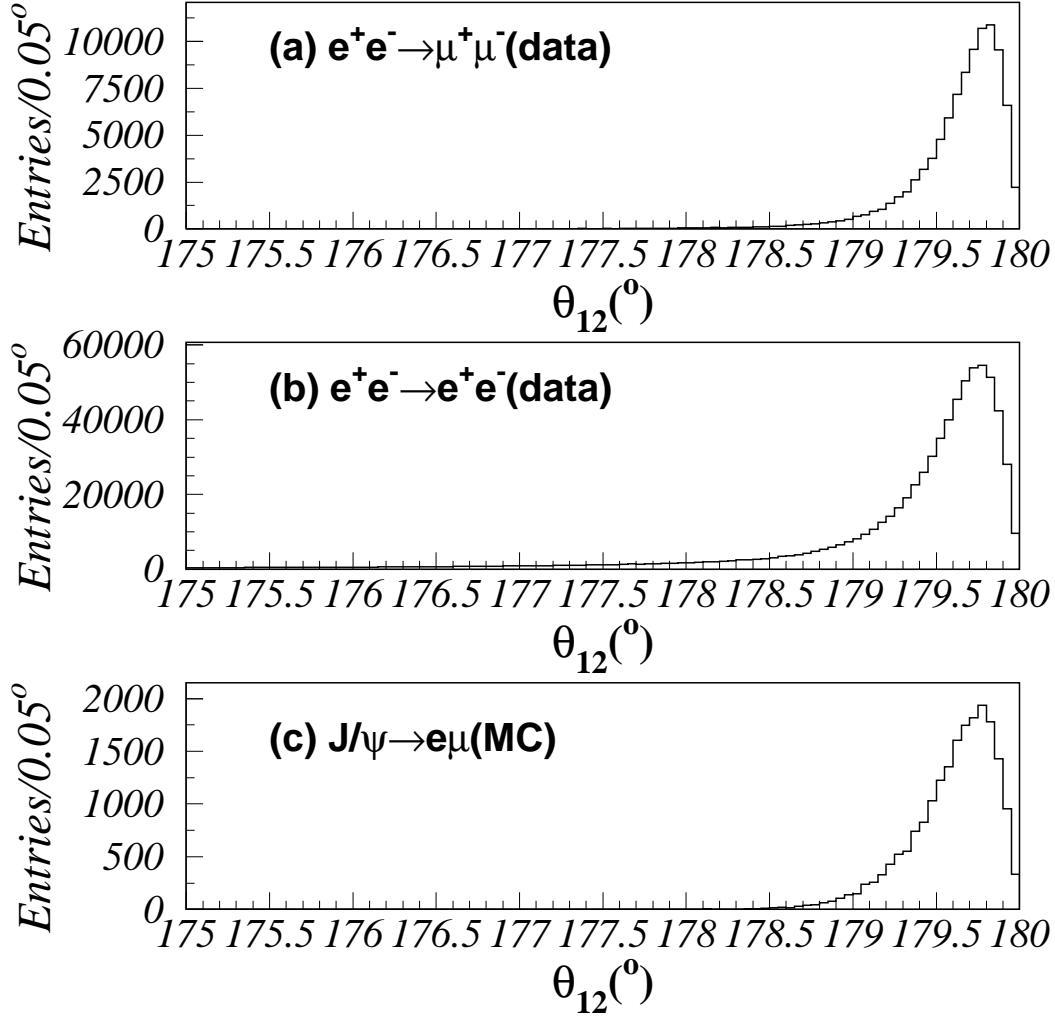 Entries/0.05°
10000
7500
5000
2500
0
(a) e⁺e⁻→μ⁺μ⁻(data)
175 175.5 176 176.5 177 177.5 178 178.5 179 179.5 180
θ₁₂(°)
Entries/0.05°
60000
40000
20000
0
(b) e⁺e⁻→e⁺e⁻(data)
175 175.5 176 176.5 177 177.5 178 178.5 179 179.5 180
θ₁₂(°)
Entries/0.05°
2000
1500
1000
500
0
(c) J/ψ→eμ(MC)
175 175.5 176 176.5 177 177.5 178 178.5 179 179.5 180
θ₁₂(°)